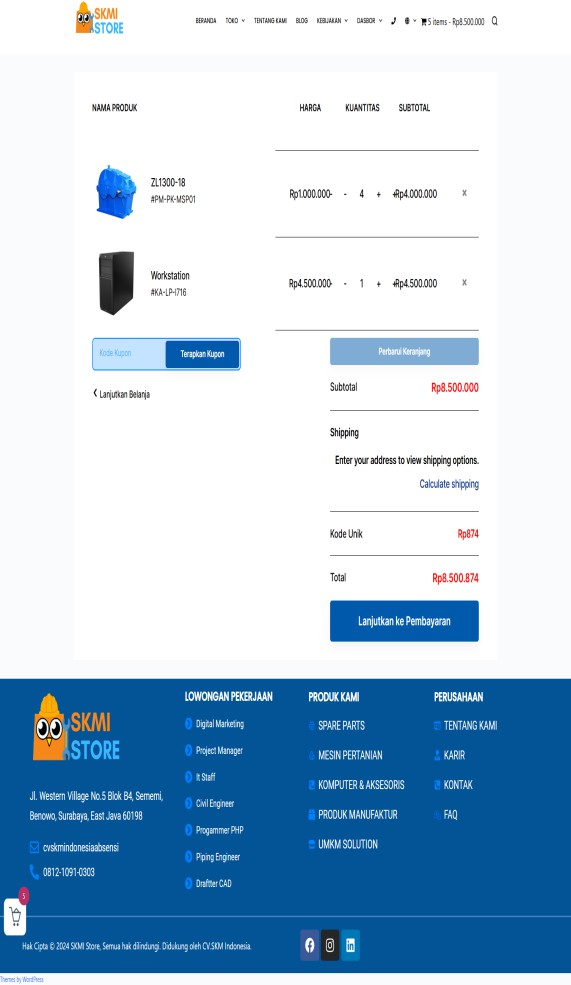 SKMI
STORE
BERANDA TOKO TENTANG KAMI BLOG KEBIJAKAN DASBOR 5 items - Rp8.500.000
NAMA PRODUK HARGA KUANTITAS SUBTOTAL
ZL1300-18
#PM-PK-MSP01
Rp1.000.000 - 4 + Rp4.000.000 ×
Workstation
#KA-LP-I716
Rp4.500.000 - 1 + Rp4.500.000 ×
Kode Kupon Terapkan Kupon
Perbarui Keranjang
Lanjutkan Belanja
Subtotal Rp8.500.000
Shipping
Enter your address to view shipping options.
Calculate shipping
Kode Unik Rp874
Total Rp8.500.874
Lanjutkan ke Pembayaran
SKMI
STORE
Jl. Western Village No.5 Blok B4, Sememi,
Benowo, Surabaya, East Java 60198
cvskmindonesiaabsensi
0812-1091-0303
LOWONGAN PEKERJAAN
Digital Marketing
Project Manager
It Staff
Civil Engineer
Progammer PHP
Piping Engineer
Draftter CAD
PRODUK KAMI
SPARE PARTS
MESIN PERTANIAN
KOMPUTER & AKSESORIS
PRODUK MANUFAKTUR
UMKM SOLUTION
PERUSAHAAN
TENTANG KAMI
KARIR
KONTAK
FAQ
5
Hak Cipta © 2024 SKMI Store, Semua hak dilindungi. Didukung oleh CV.SKM Indonesia.
Themes by WordPress